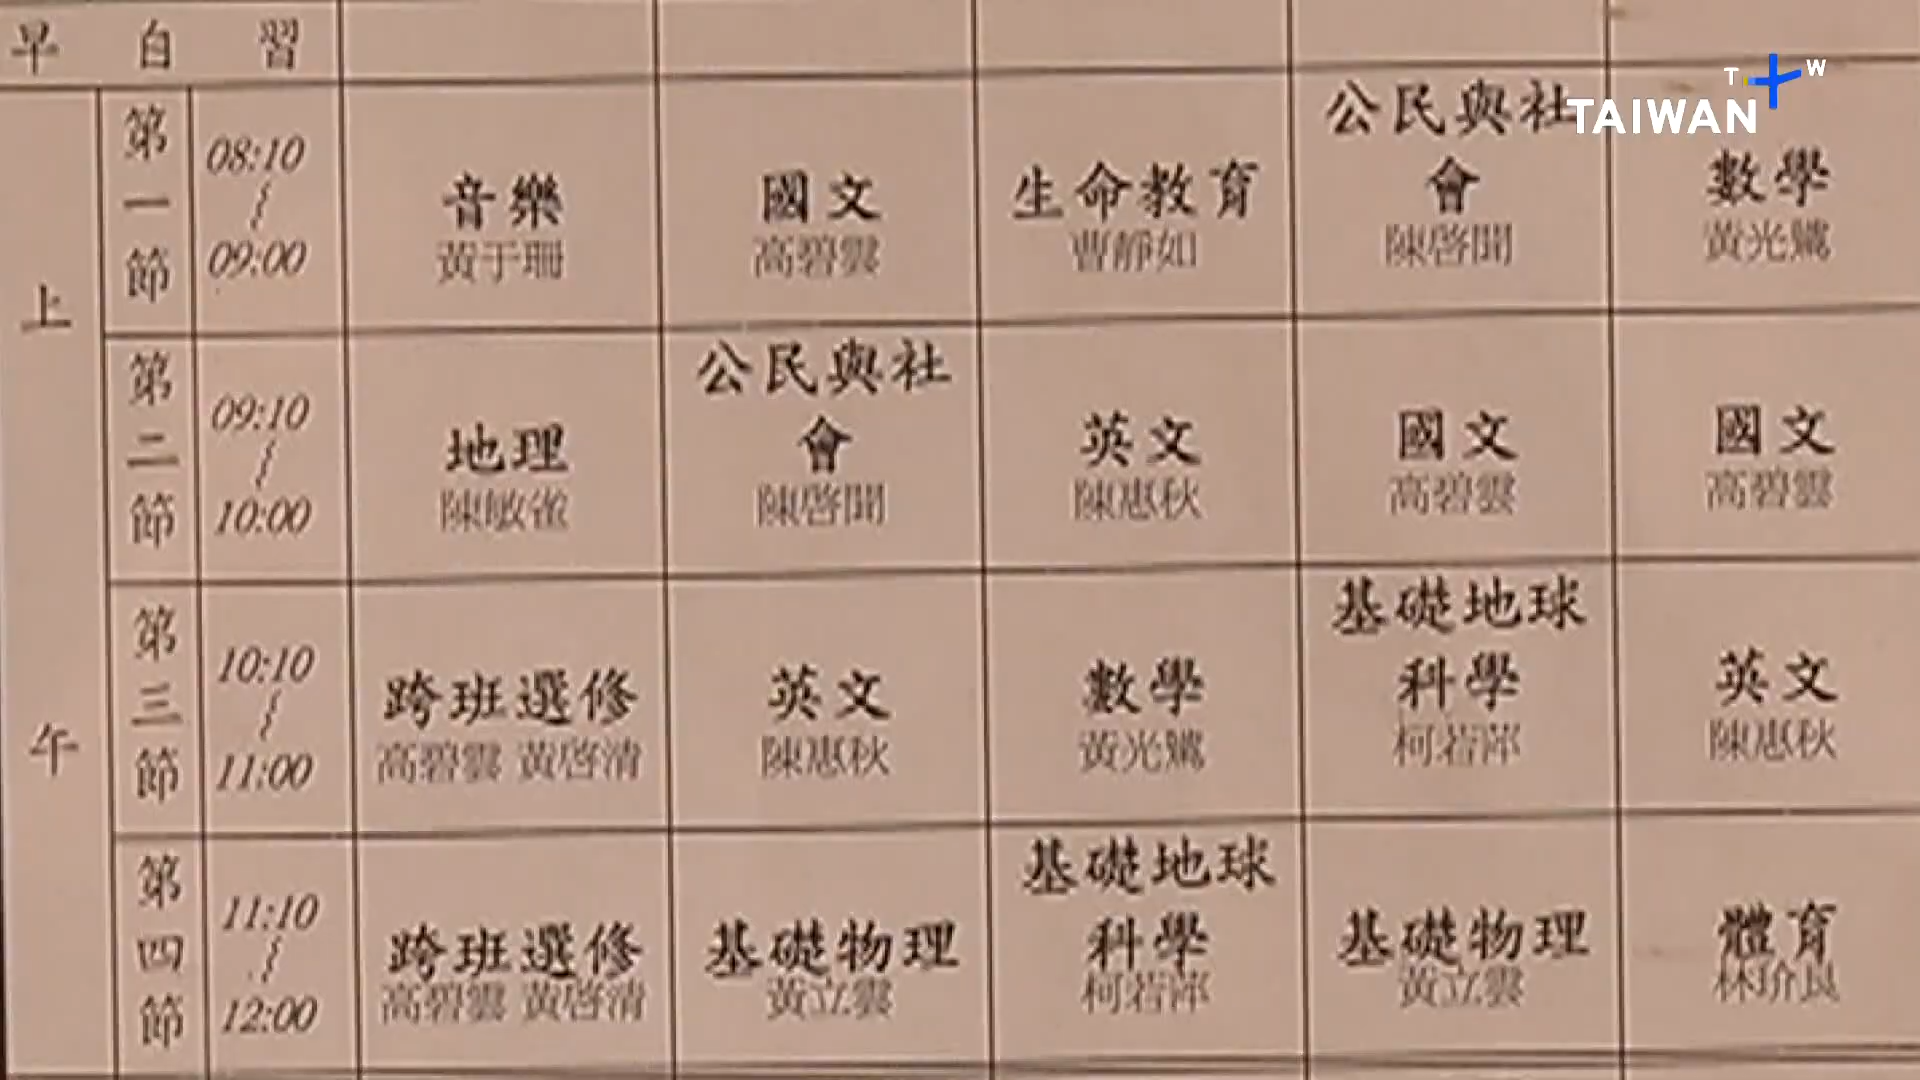 早自習
TAIWAN
T W
上午
第一節
08:10
~
09:00
音樂
黃于珊
國文
高碧雲
生命教育
曹靜如
公民與社
會
陳啓聞
數學
黃光
第二節
09:10
~
10:00
地理
陳敏
公民與社
會
陳啓聞
英文
陳惠秋
國文
高碧雲
國文
高碧雲
第三節
10:10
~
11:00
跨班選修
高碧雲 黃啓清
英文
陳惠秋
數學
黃光
基礎地球
科學
柯若萍
英文
陳惠秋
第四節
11:10
~
12:00
跨班選修
高碧雲 黃啓清
基礎物理
黃立雲
基礎地球
科學
柯若萍
基礎物理
黃立雲
體育
林玠良